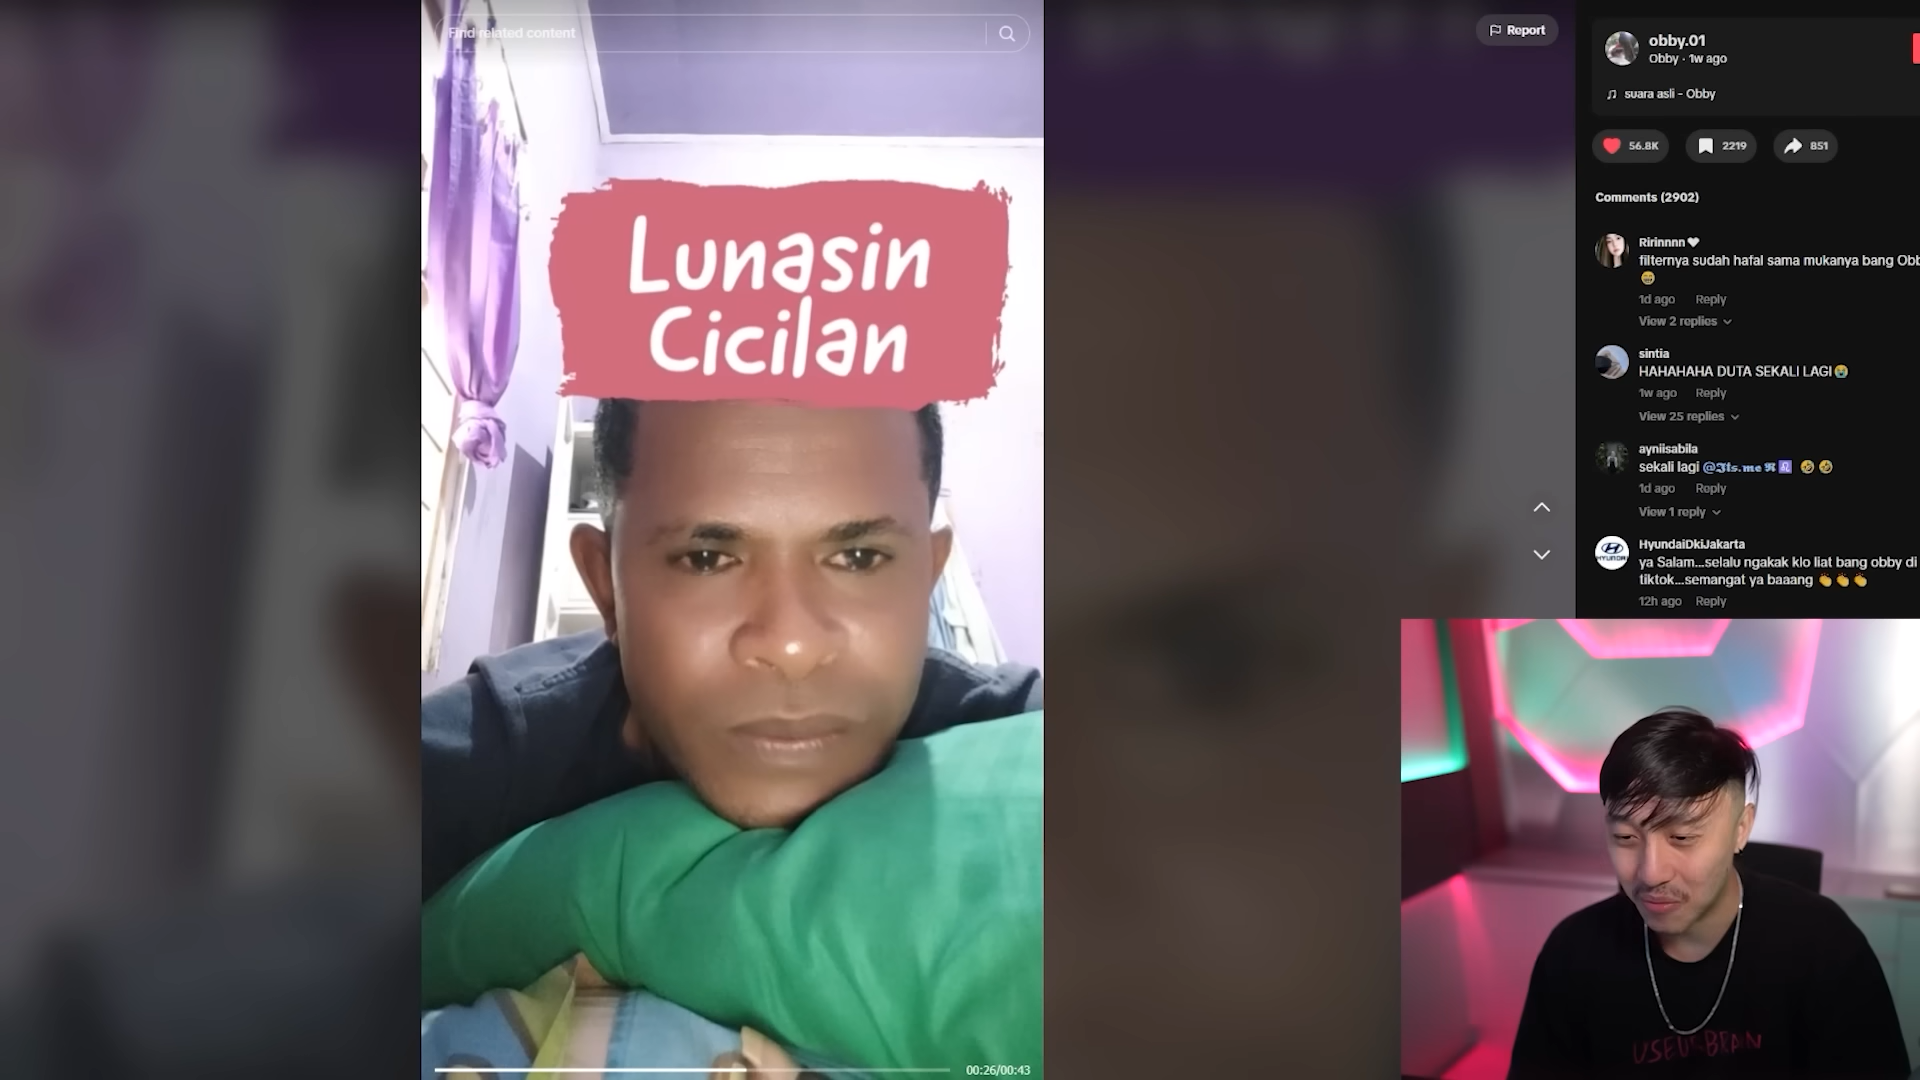 Find related content
Report
obby.01
Obby · 1w ago
suara asli - Obby
56.8K
2219
851
Comments (2902)
Lunasin
Cicilan
Ririnnnn🤍
filternya sudah hafal sama mukanya bang Obb
😁
1d ago Reply
View 2 replies
sintia
HAHAHAHA DUTA SEKALI LAGI😭
1w ago Reply
View 25 replies
ayniisabila
sekali lagi @𝕴𝖙𝖘.𝖒𝖊 𝕽♌ 🤣 🤣
1d ago Reply
View 1 reply
HyundaiDkiJakarta
ya Salam...selalu ngakak klo liat bang obby di
tiktok...semangat ya baaang 👏👏👏
12h ago Reply
HYUNDAI
00:26/00:43